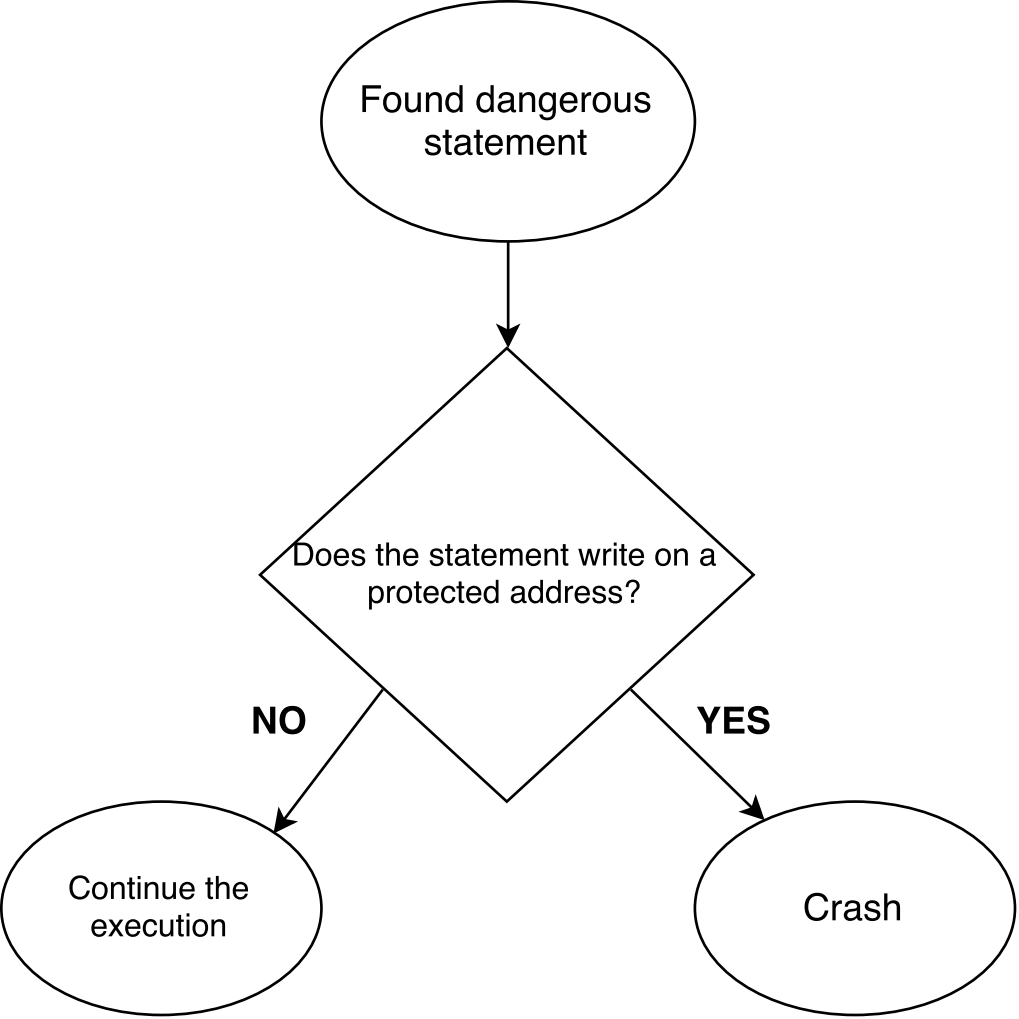 Found dangerous
statement
Does the statement write on a
protected address?
NO
YES
Continue the
execution
Crash